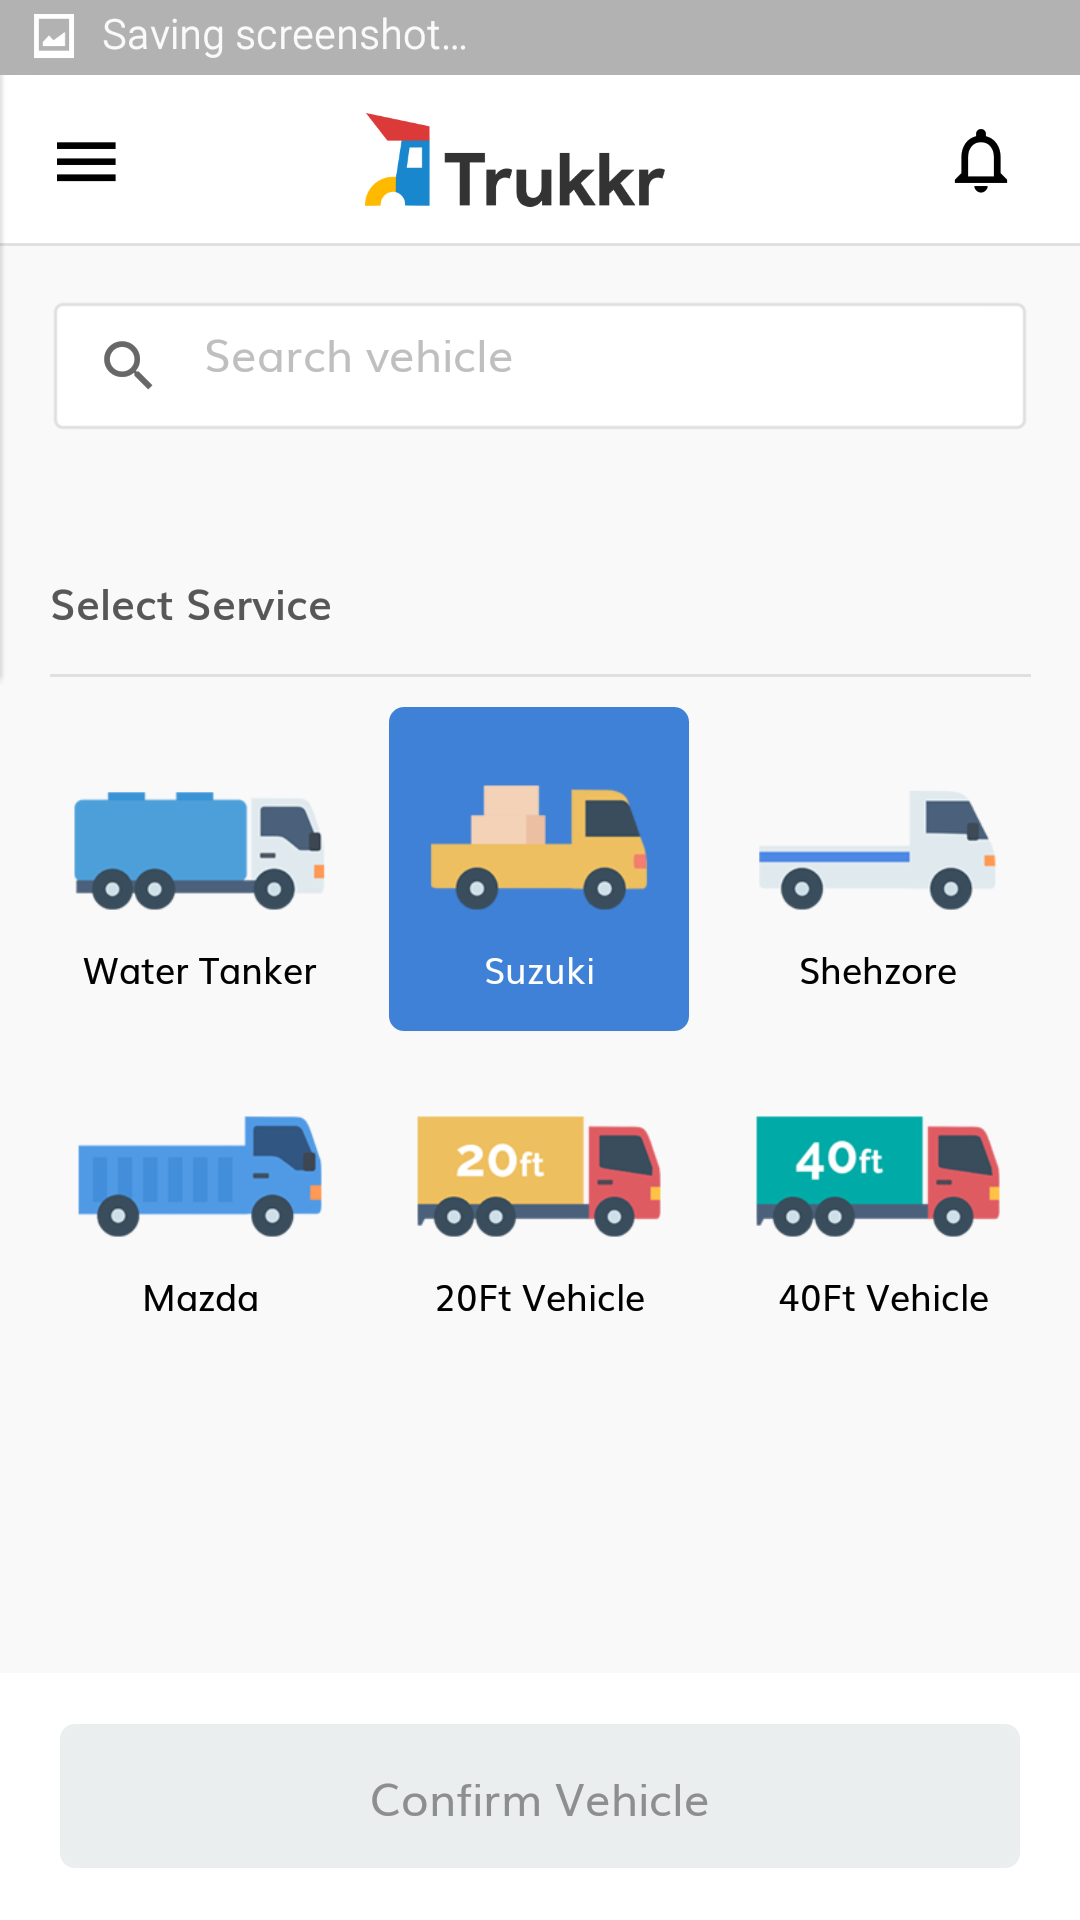 Saving screenshot...
Trukkr
Search vehicle
Select Service
Water Tanker
Suzuki
Shehzore
20ft
40ft
Mazda
20Ft Vehicle
40Ft Vehicle
Confirm Vehicle